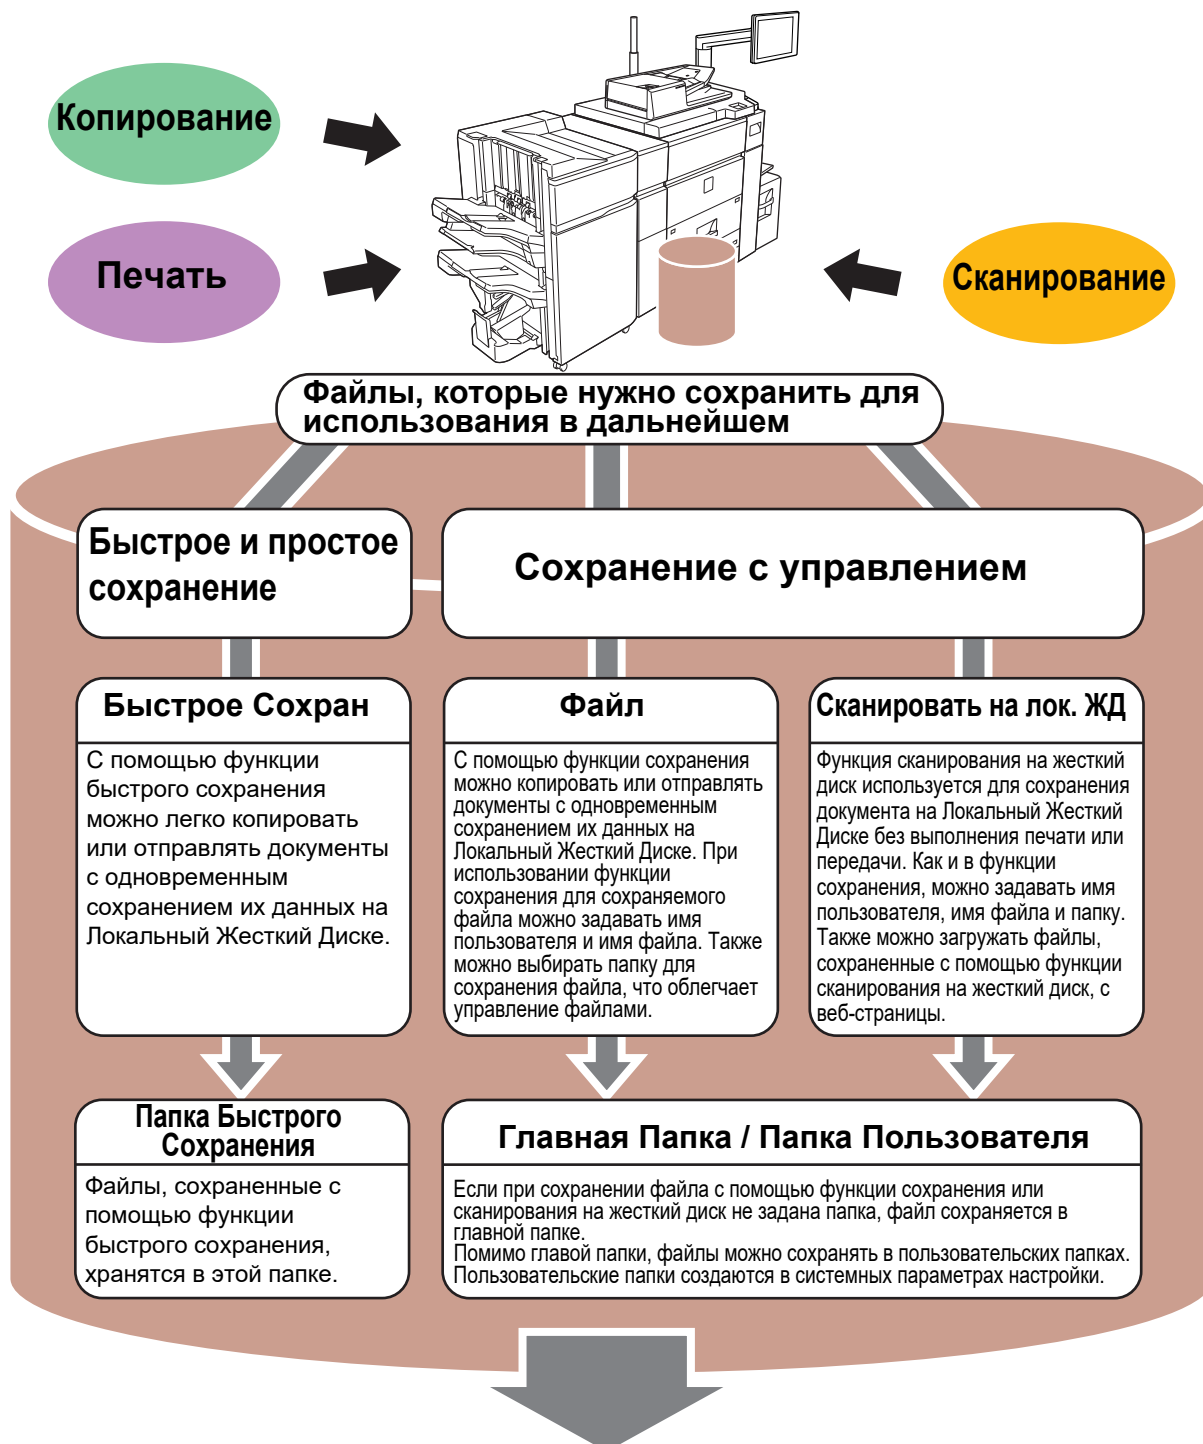 Копирование
Печать
Сканирование
Файлы, которые нужно сохранить для
использования в дальнейшем
Быстрое и простое
сохранение
Сохранение с управлением
Быстрое Сохран
С помощью функции
быстрого сохранения
можно легко копировать
или отправлять документы
с одновременным
сохранением их данных на
Локальный Жесткий Диске.
Файл
С помощью функции сохранения
можно копировать или отправлять
документы с одновременным
сохранением их данных на
Локальный Жесткий Диске. При
использовании функции
сохранения для сохраняемого
файла можно задавать имя
пользователя и имя файла. Также
можно выбирать папку для
сохранения файла, что облегчает
управление файлами.
Сканировать на лок. ЖД
Функция сканирования на жесткий
диск используется для сохранения
документа на Локальный Жесткий
Диске без выполнения печати или
передачи. Как и в функции
сохранения, можно задавать имя
пользователя, имя файла и папку.
Также можно загружать файлы,
сохраненные с помощью функции
сканирования на жесткий диск, с
веб-страницы.
Папка Быстрого
Сохранения
Файлы, сохраненные с
помощью функции
быстрого сохранения,
хранятся в этой папке.
Главная Папка / Папка Пользователя
Если при сохранении файла с помощью функции сохранения или
сканирования на жесткий диск не задана папка, файл сохраняется в
главной папке.
Помимо главой папки, файлы можно сохранять в пользовательских папках.
Пользовательские папки создаются в системных параметрах настройки.